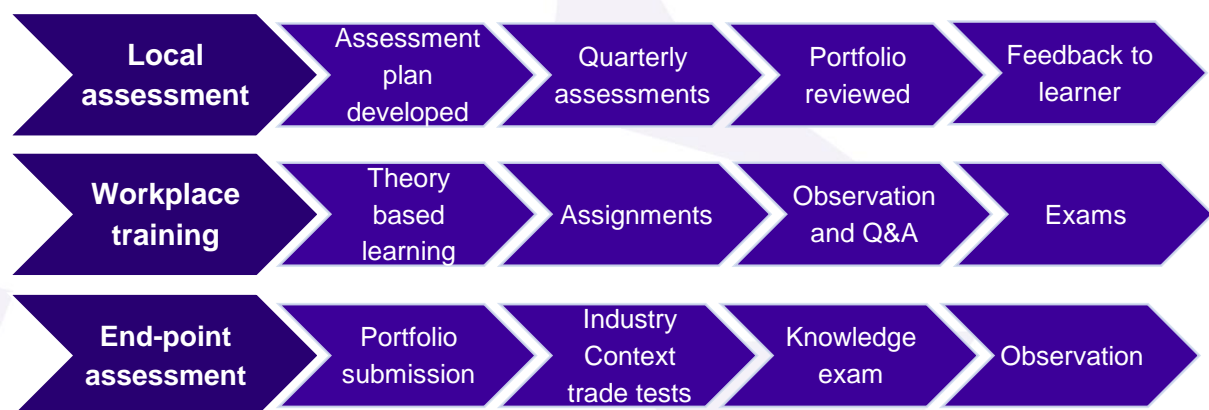 Local
assessment
Assessment
plan
developed
Quarterly
assessments
Portfolio
reviewed
Feedback to
learner
Workplace
training
Theory
based
learning
Assignments
Observation
and Q&A
Exams
End-point
assessment
Portfolio
submission
Industry
Context
trade tests
Knowledge
exam
Observation